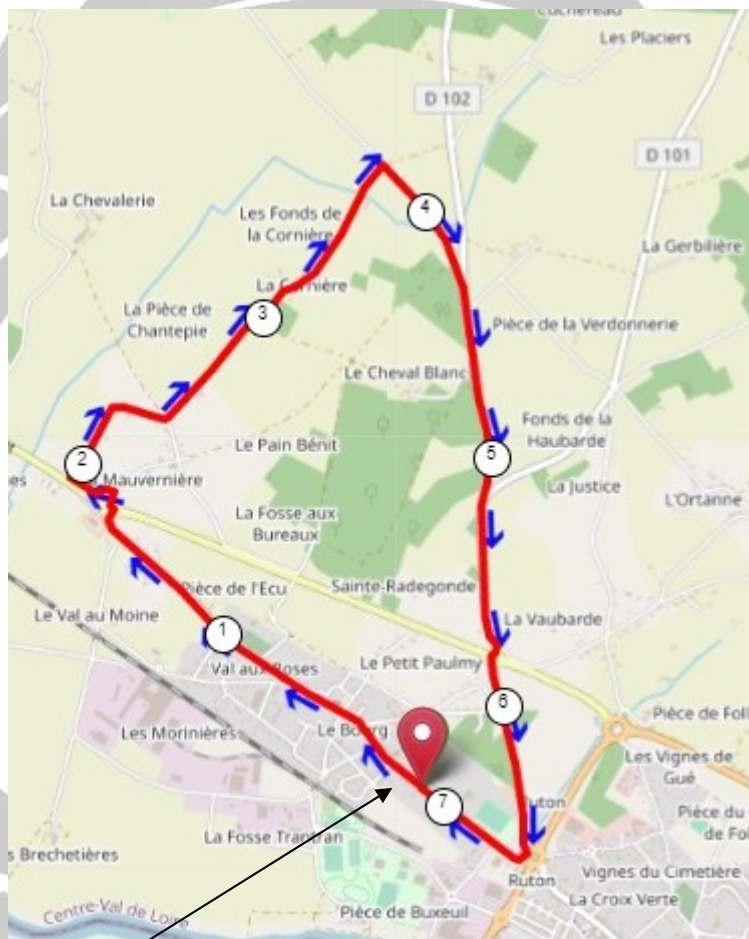 Les Placiers
D 102
D 101
La Chevalerie
Les Fonds de
la Cornière
4
La Gerbilière
La Pièce de
Chantepie
3
Pièce de la Verdonnerie
Le Cheval Blanc
Fonds de la
Haubarde
Le Pain Bénit
5
2
Mauvernière
La Justice
L'Ortanne
La Fosse aux
Bureaux
Pièce de l'Ecu
Sainte-Radegonde
Le Val au Moine
1
La Vaubarde
Val aux Roses
Le Petit Paulmy
6
Les Morinières
Le Bourg
Pièce de Foll
Les Vignes de
Gué
7
Pièce du
de Fol
La Fosse Trantran
s Brechetières
Ruton
Vignes du Cimetière
La Croix Verte
Pièce de Buxeuil
Centre-Val de Loire